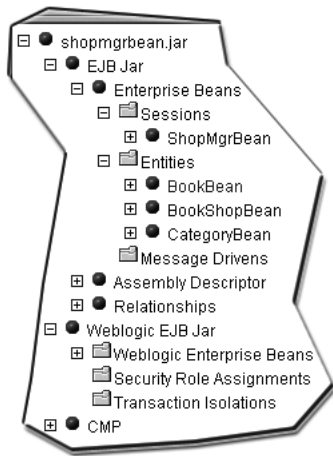 shopmgrbean.jar
EJB Jar
Enterprise Beans
Sessions
ShopMgrBean
Entities
BookBean
BookShopBean
CategoryBean
Message Drivens
Assembly Descriptor
Relationships
Weblogic EJB Jar
Weblogic Enterprise Beans
Security Role Assignments
Transaction Isolations
CMP